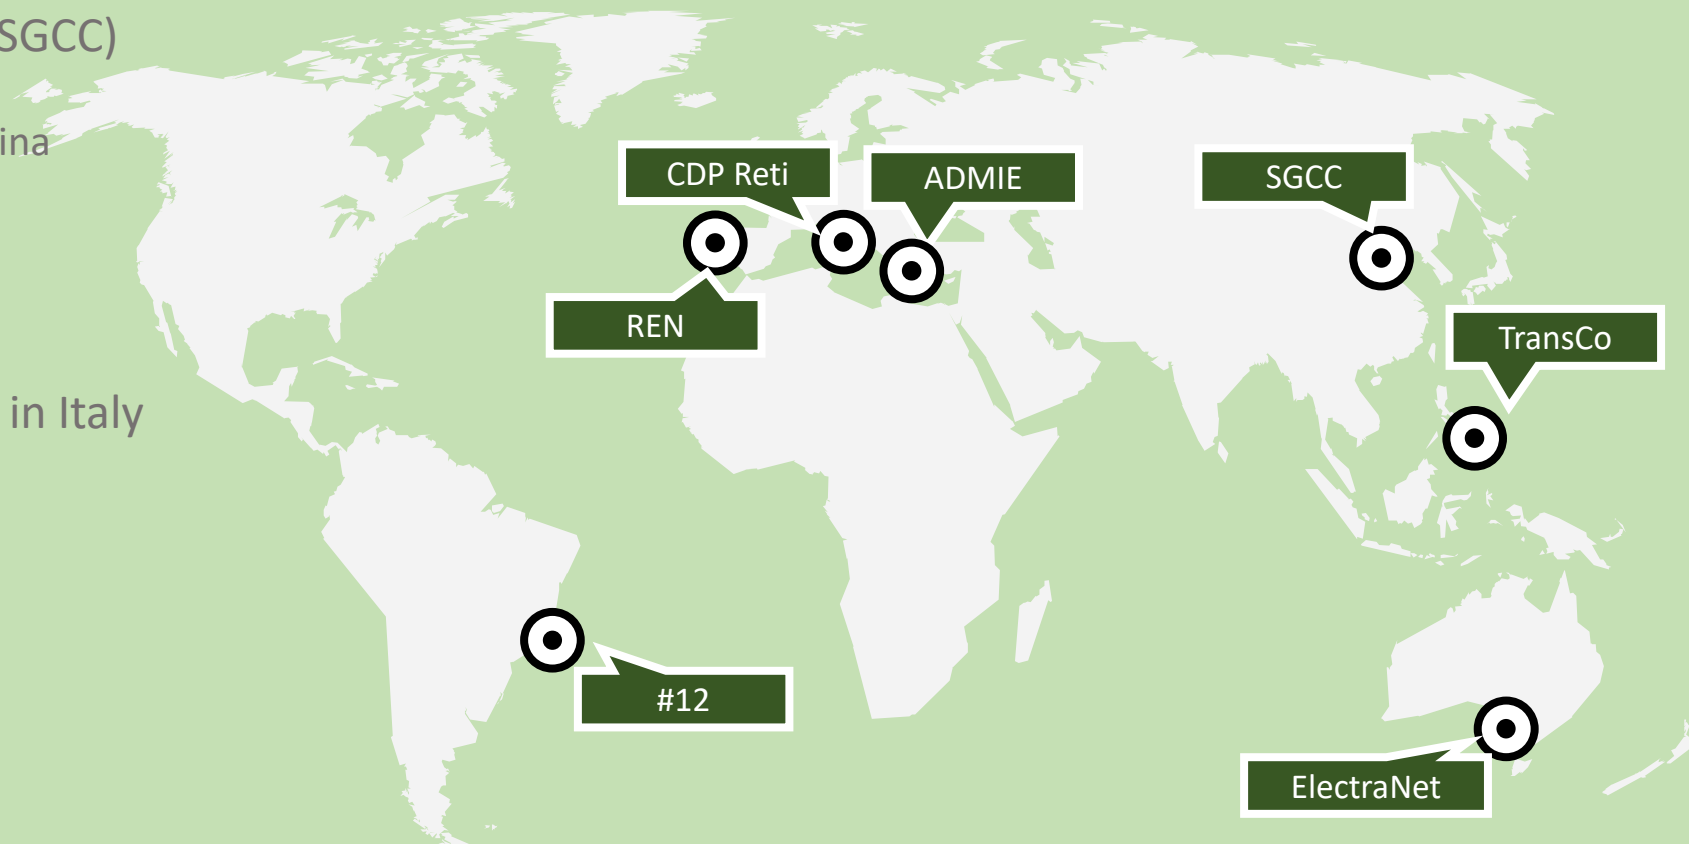 SGCC)
ina
in Italy
CDP Reti
ADMIE
SGCC
REN
TransCo
#12
ElectraNet